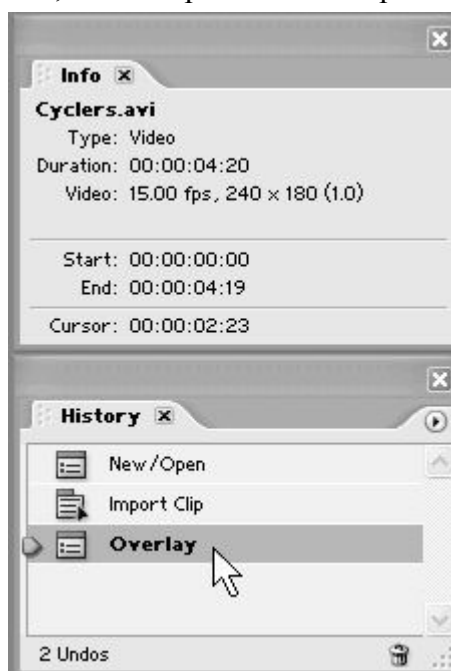 Info
Cyclers.avi
Type: Video
Duration: 00:00:04:20
Video: 15.00 fps, 240 × 180 (1.0)
Start: 00:00:00:00
End: 00:00:04:19
Cursor: 00:00:02:23
History
New/Open
Import Clip
Overlay
2 Undos